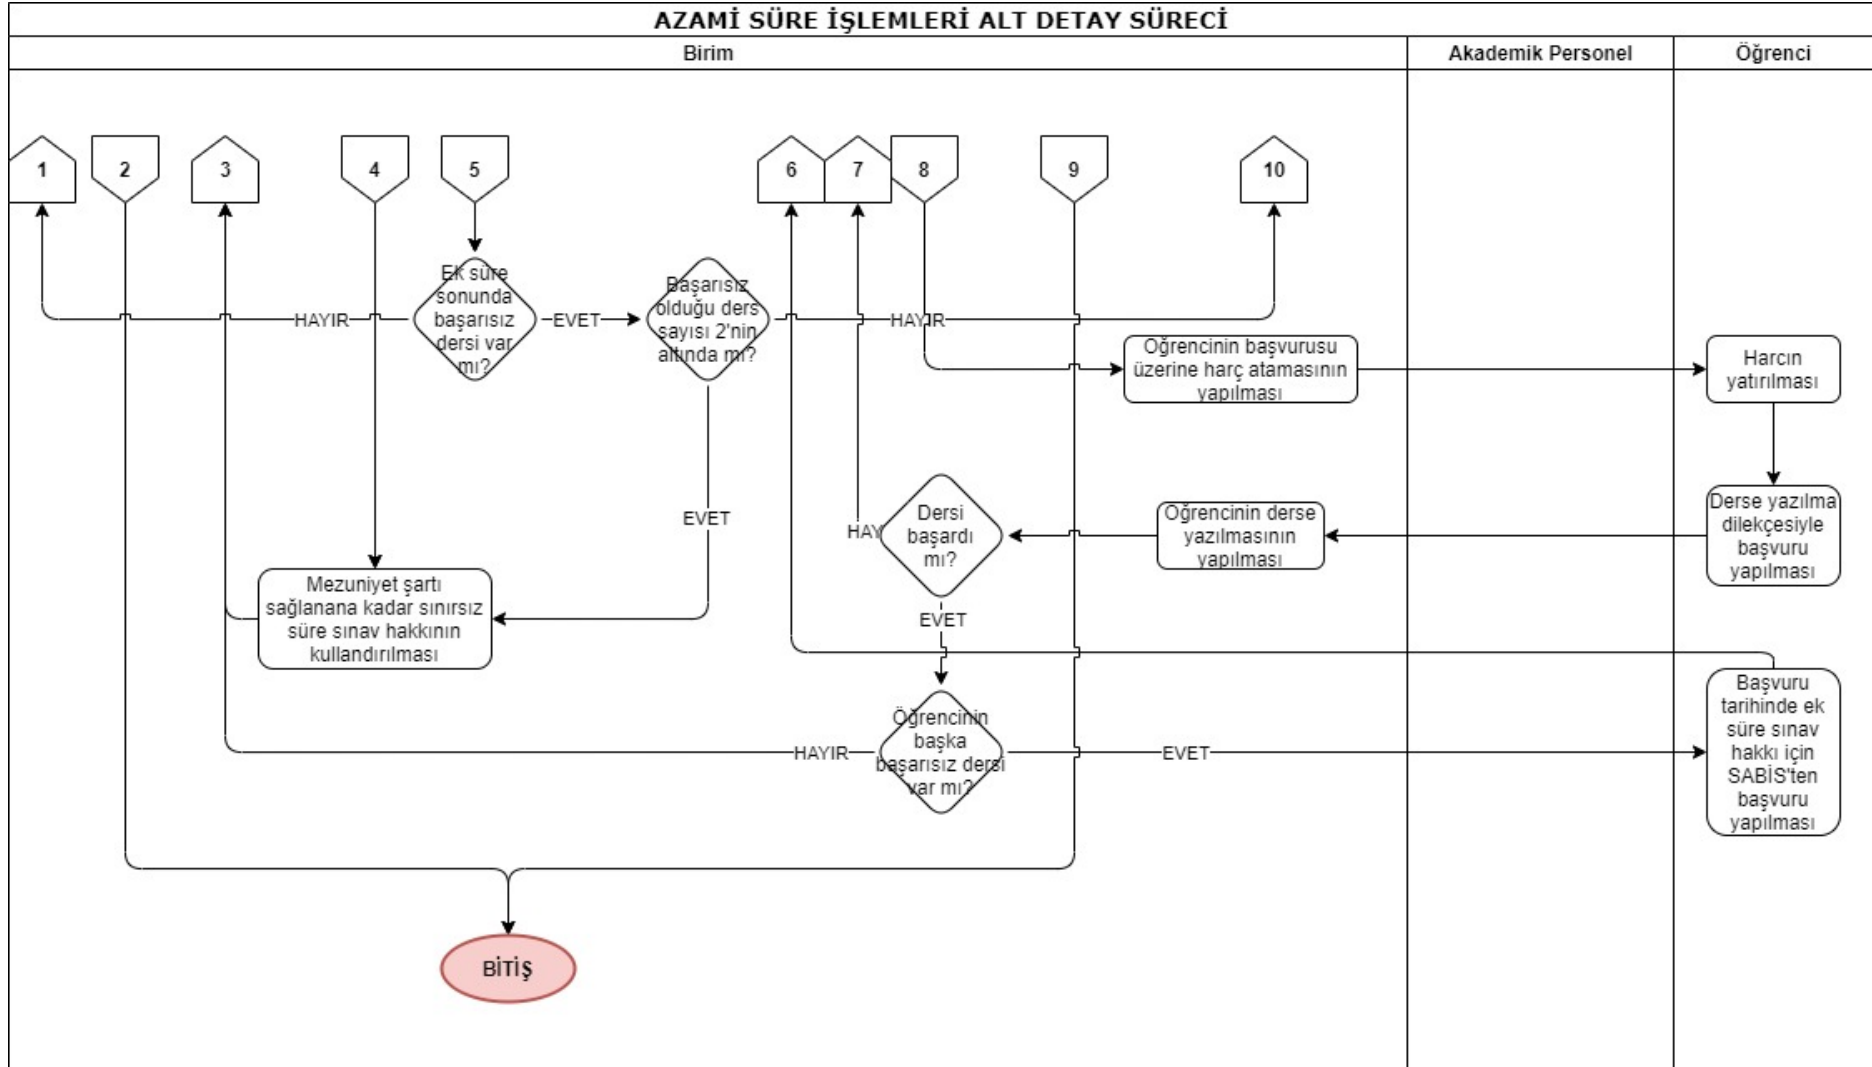 AZAMİ SÜRE İŞLEMLERİ ALT DETAY SÜRECİ
Birim
Akademik Personel
Öğrenci
1
2
3
4
5
6
7
8
9
10
Ek süre
sonunda
başarısız
dersi var
mı?
HAYIR
EVET
Başarısız
olduğu ders
sayısı 2'nin
altında mı?
HAYIR
EVET
Öğrencinin başvurusu
üzerine harç atamasının
yapılması
Harcın
yatırılması
Derse yazılma
dilekçesiyle
başvuru
yapılması
Öğrencinin derse
yazılmasının
yapılması
Dersi
başardı
mı?
HAY
EVET
Mezuniyet şartı
sağlanana kadar sınırsız
süre sınav hakkının
kullandırılması
Öğrencinin
başka
başarısız dersi
var mı?
HAYIR
EVET
Başvuru
tarihinde ek
süre sınav
hakkı için
SABİS'ten
başvuru
yapılması
BİTİŞ